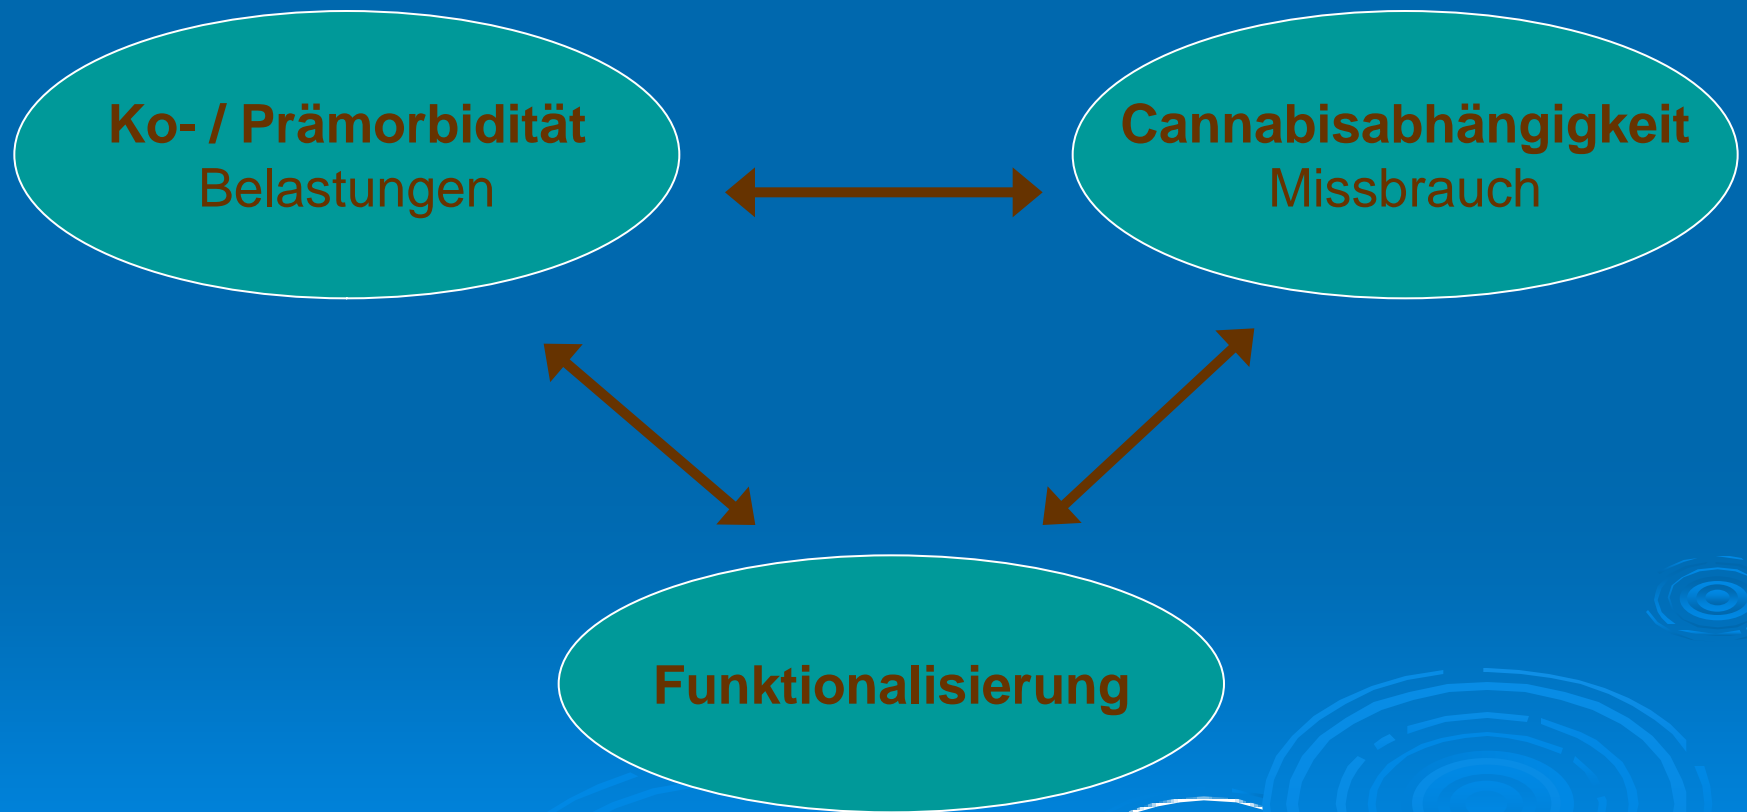 Ko- / Prämorbidität
Belastungen
Cannabisabhängigkeit
Missbrauch
Funktionalisierung